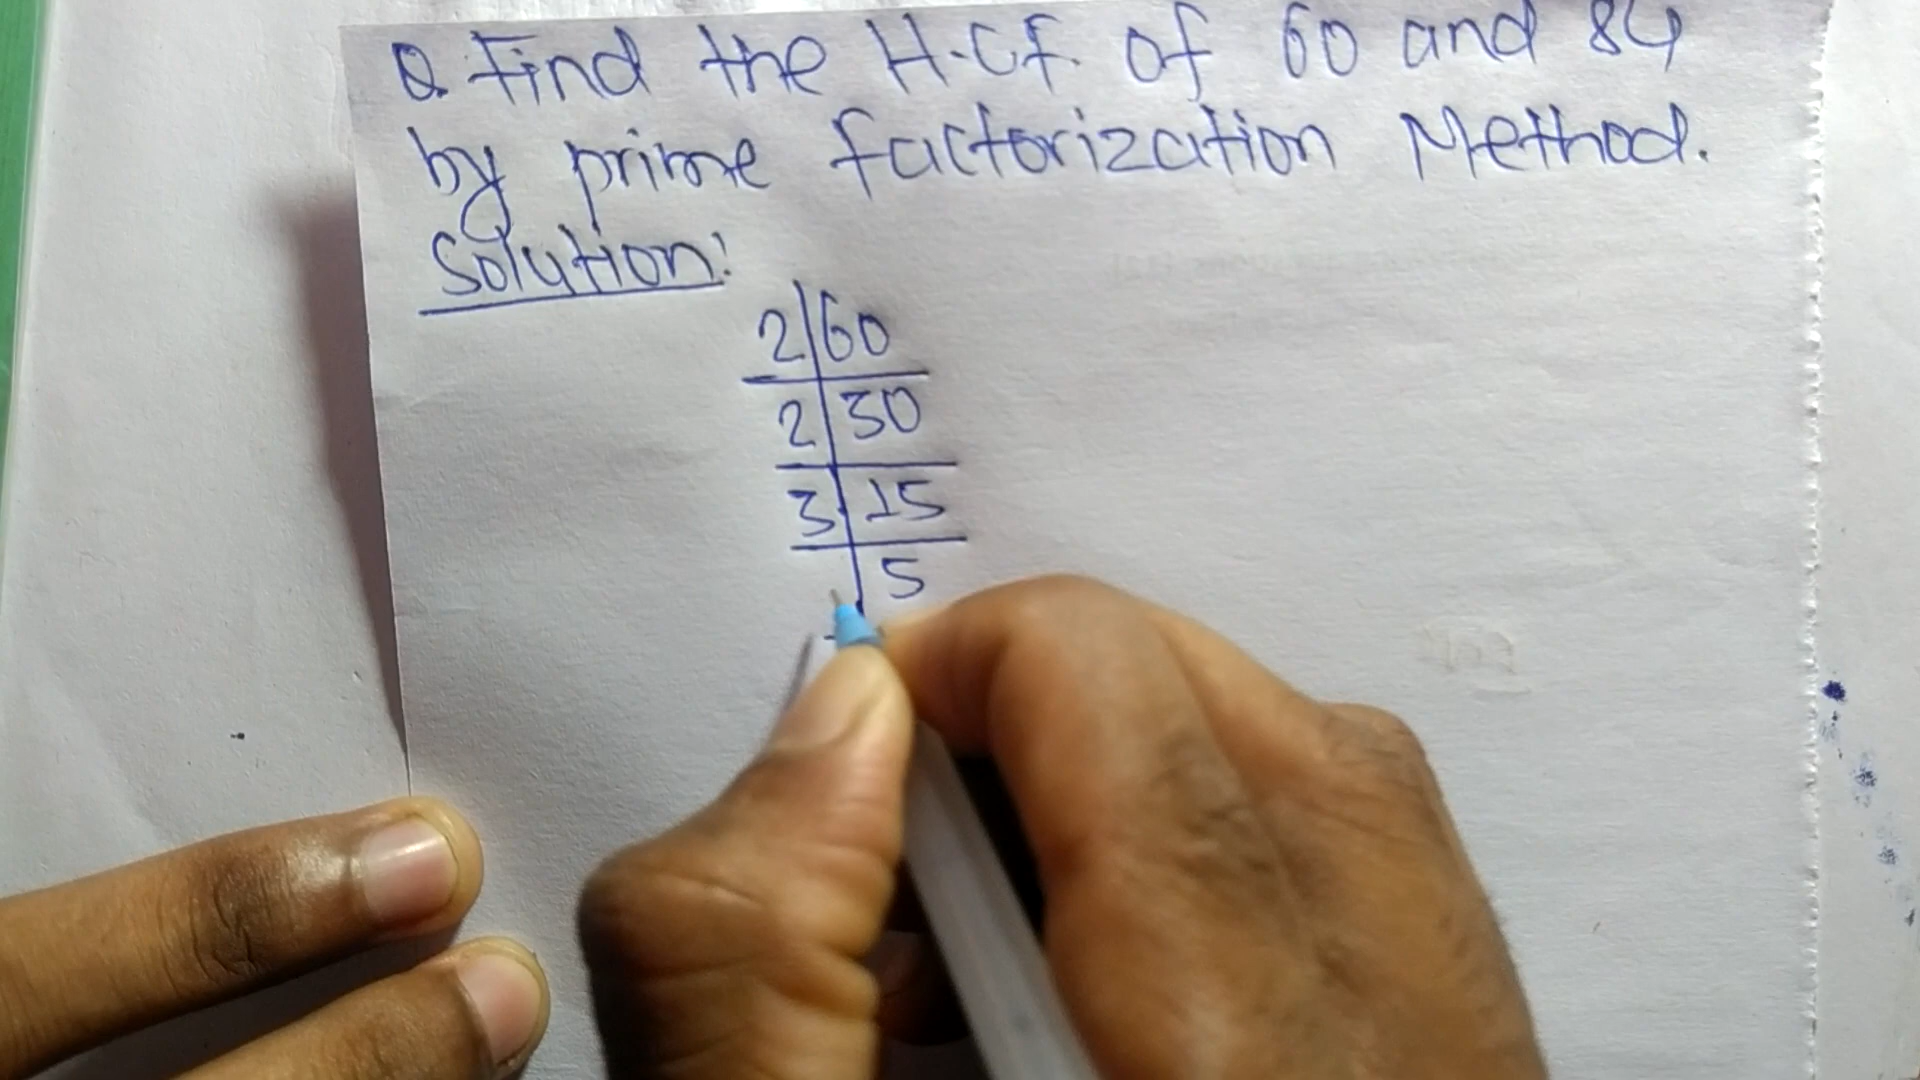 Q. Find the H.C.F. of 60 and 84
by prime factorization Method.
Solution:
2 60
2 30
3 15
5